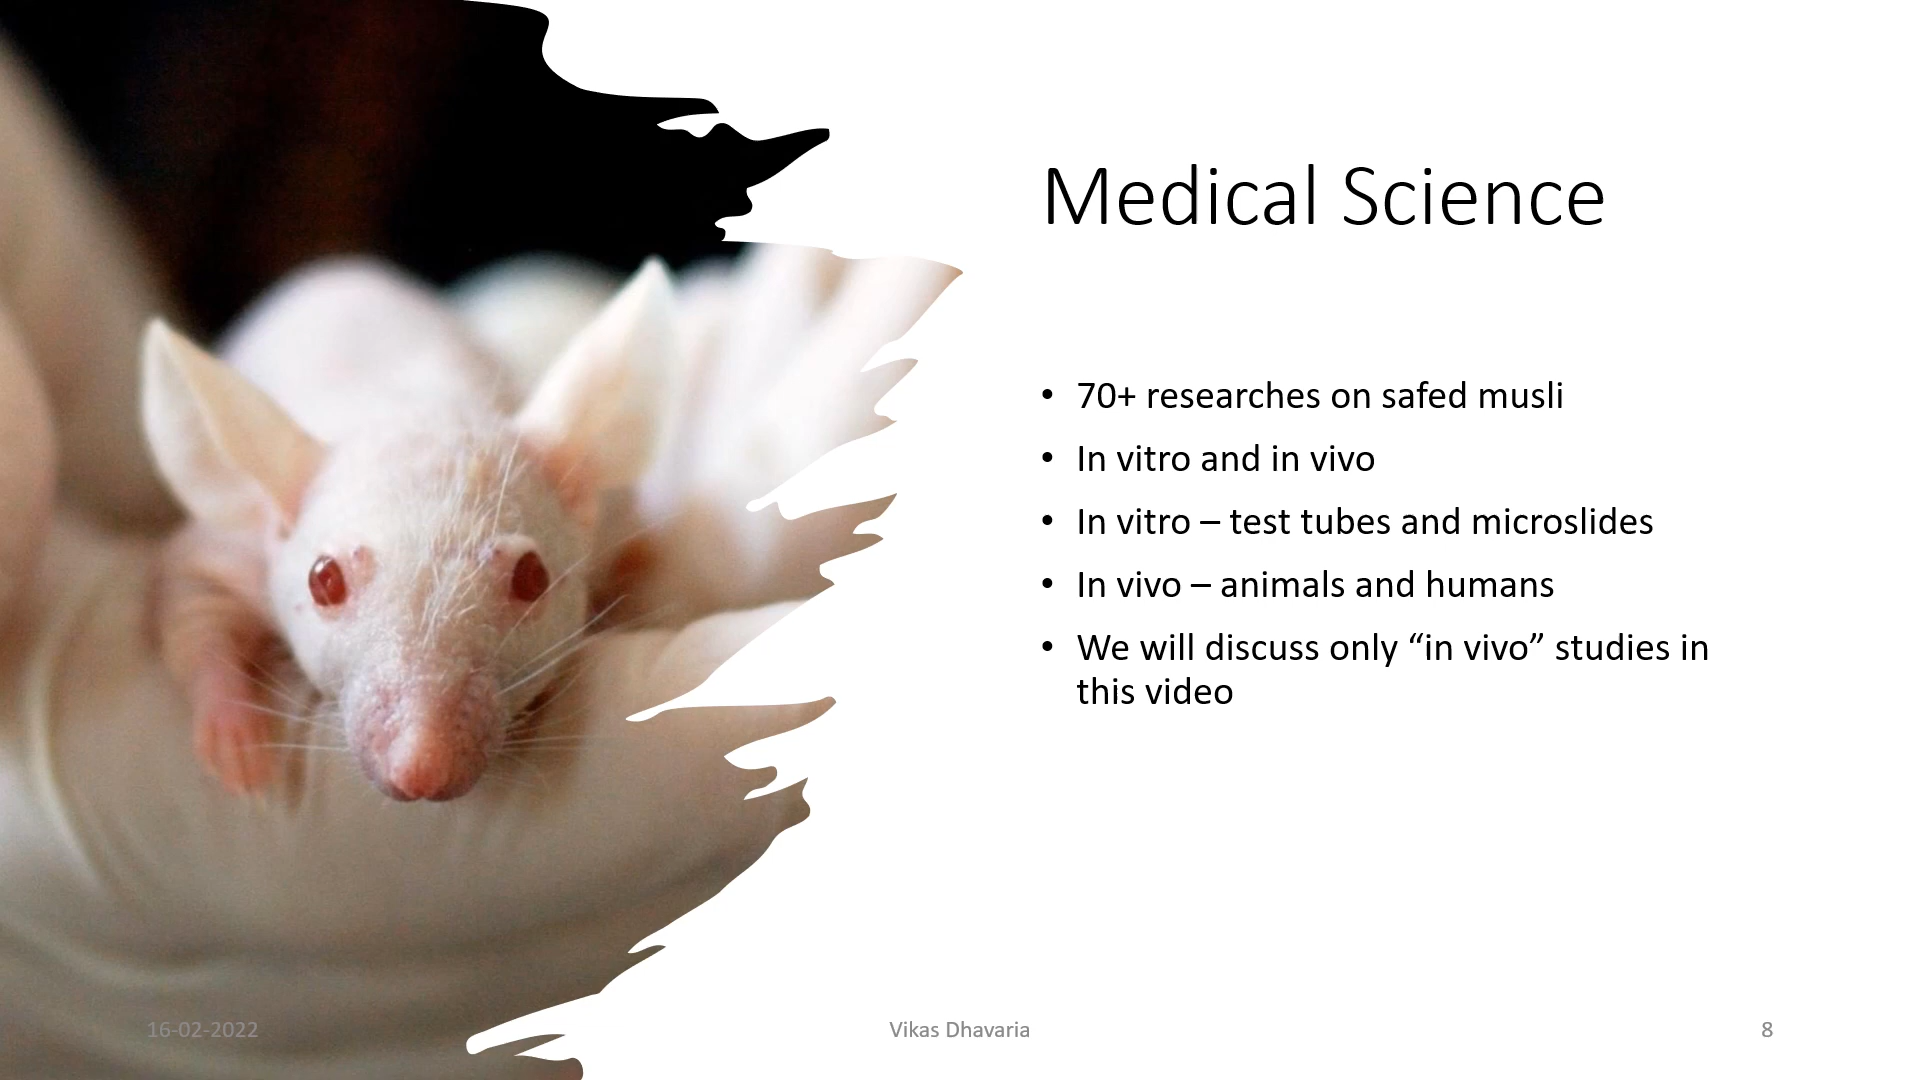 Medical Science
• 70+ researches on safed musli
• In vitro and in vivo
• In vitro – test tubes and microslides
• In vivo – animals and humans
• We will discuss only “in vivo” studies in
this video
16-02-2022
Vikas Dhavaria
8